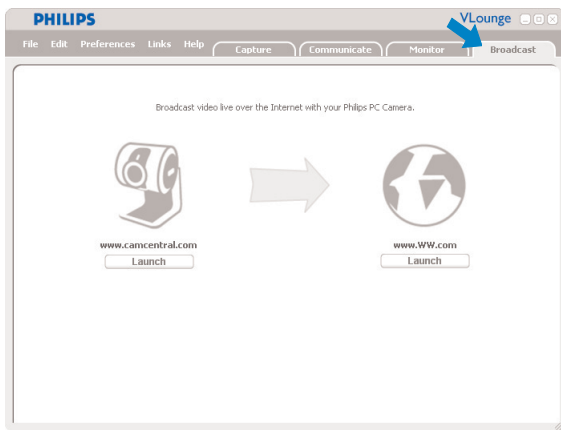 PHILIPS VLounge
File Edit Preferences Links Help Capture Communicate Monitor Broadcast
Broadcast video live over the Internet with your Philips PC Camera.
www.camcentral.com www.WW.com
Launch Launch